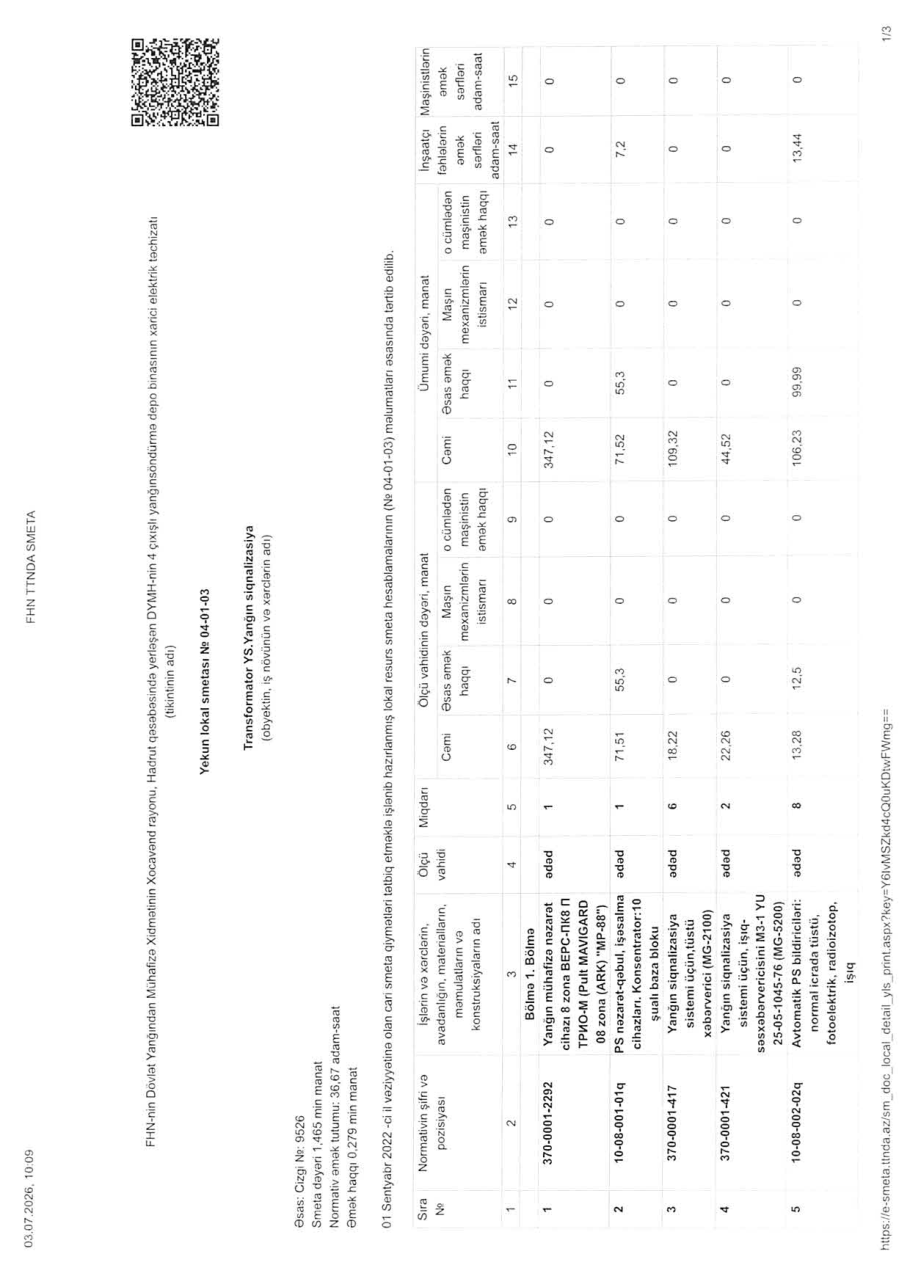 03.07.2026, 10:09
FHN TTNDA SMETA
FHN-nin Dövlət Yanğından Mühafizə Xidmətinin Xocavənd rayonu, Hadrut qəsəbəsində yerləşən DYMH-nin 4 çıxışlı yanğınsöndürmə depo binasının xarici elektrik təchizatı
(tikintinin adı)
Yekun lokal smetası № 04-01-03
Transformator YS.Yanğın siqnalizasiya
(obyektin, iş növünün və xərclərin adı)
Əsas: Cizgi №: 9526
Smeta dəyəri 1,465 min manat
Normativ əmək tutumu: 36,67 adam-saat
Əmək haqqı 0,279 min manat
01 Sentyabr 2022 -ci il vəziyyətinə olan cari smeta qiymətləri tətbiq etməklə işlənib hazırlanmış lokal resurs smeta hesablamalarının (№ 04-01-03) məlumatları əsasında tərtib edilib.
Sıra №
Normativin şifri və pozisiyası
İşlərin və xərclərin, avadanlığın, materialların, məmulatların və konstruksiyaların adı
Ölçü vahidi
Miqdarı
Ölçü vahidinin dəyəri, manat
Ümumi dəyəri, manat
İnşaatçı fəhlələrin əmək sərfləri adam-saat
Maşinistlərin əmək sərfləri adam-saat
Cəmi
Əsas əmək haqqı
Maşın mexanizmlərin istismarı
o cümlədən maşinistin əmək haqqı
Cəmi
Əsas əmək haqqı
Maşın mexanizmlərin istismarı
o cümlədən maşinistin əmək haqqı
1 2 3 4 5 6 7 8 9 10 11 12 13 14 15
Bölmə 1. Bölmə
1 370-0001-2292 Yanğın mühafizə nəzarət ədəd 1 347,12 0 0 0 347,12 0 0 0 0 0
cihazı 8 zona ВЕРС-ПК8 П
ТРИО-М (Pult MAVIGARD
08 zona (ARK) "MP-88")
2 10-08-001-01q PS nəzarət-qəbul, işəsalma ədəd 1 71,51 55,3 0 0 71,52 55,3 0 0 7,2 0
cihazları. Konsentrator:10
şualı baza bloku
3 370-0001-417 Yanğın siqnalizasiya ədəd 6 18,22 0 0 0 109,32 0 0 0 0 0
sistemi üçün,tüstü
xəbərverici (MG-2100)
4 370-0001-421 Yanğın siqnalizasiya ədəd 2 22,26 0 0 0 44,52 0 0 0 0 0
sistemi üçün, işıq-
səsxəbərvericisini M3-1 YU
25-05-1045-76 (MG-5200)
5 10-08-002-02q Avtomatik PS bildiriciləri: ədəd 8 13,28 12,5 0 0 106,23 99,99 0 0 13,44 0
normal icrada tüstü,
fotoelektrik, radioizotop,
işıq
https://e-smeta.ttnda.az/sm_doc_local_detail_yls_print.aspx?key=Y6IvMSZkd4cQ0uKDtwFWmg==
1/3